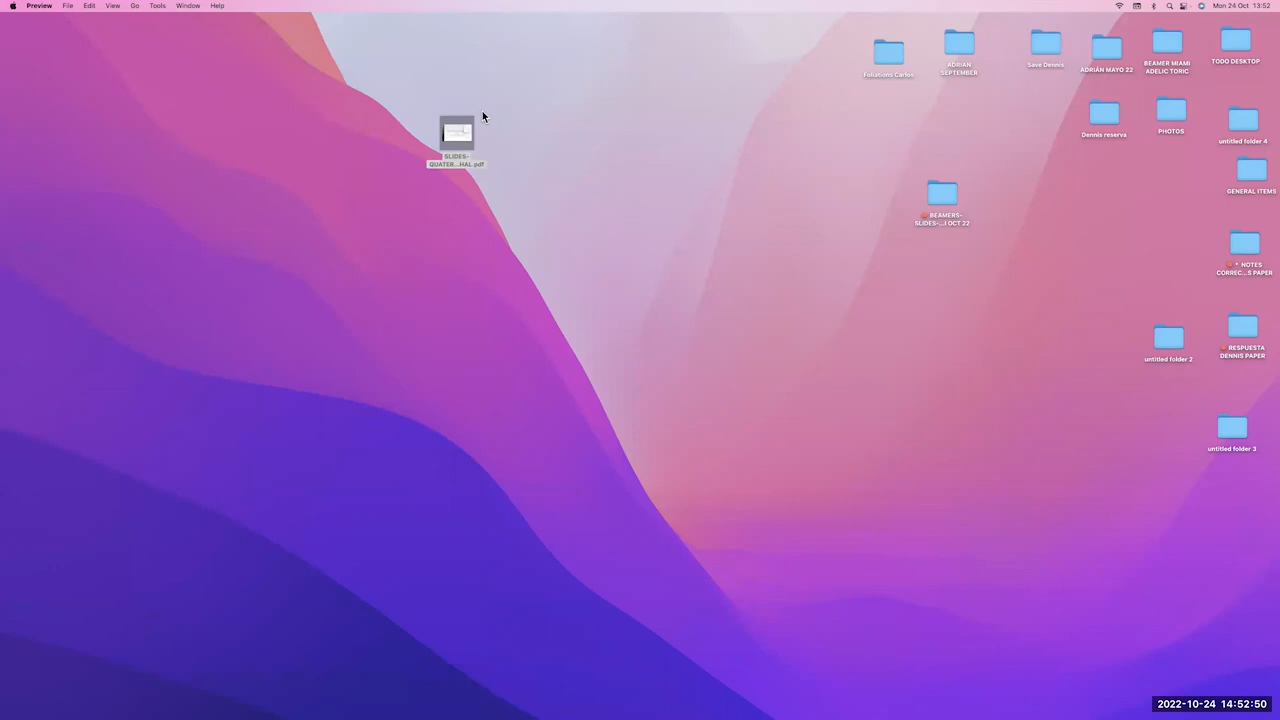 Preview File Edit View Go Tools Window Help
Mon 24 Oct 13:52
Foliations Carlos
ADRIAN
SEPTEMBER
Save Dennis
ADRIÁN MAYO 22
BEAMER MIAMI
ADELIC TORIC
TODO DESKTOP
Dennis reserva
PHOTOS
untitled folder 4
SLIDES-
QUATER...HAL.pdf
GENERAL ITEMS
BEAMERS-
SLIDES-...I OCT 22
* NOTES
CORREC...S PAPER
untitled folder 2
RESPUESTA
DENNIS PAPER
untitled folder 3
2022-10-24 14:52:50